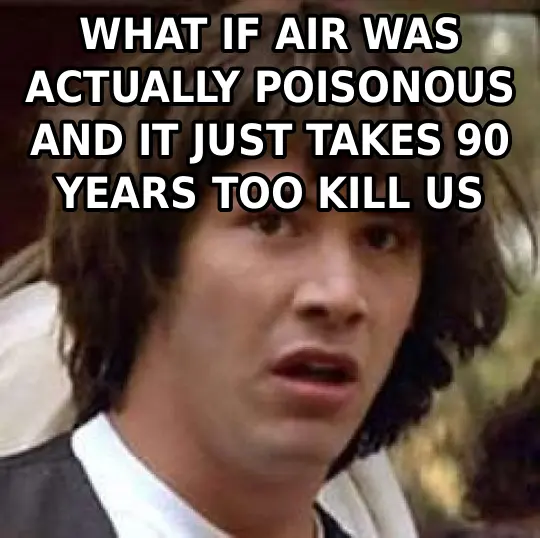 WHAT IF AIR WAS
ACTUALLY POISONOUS
AND IT JUST TAKES 90
YEARS TOO KILL US